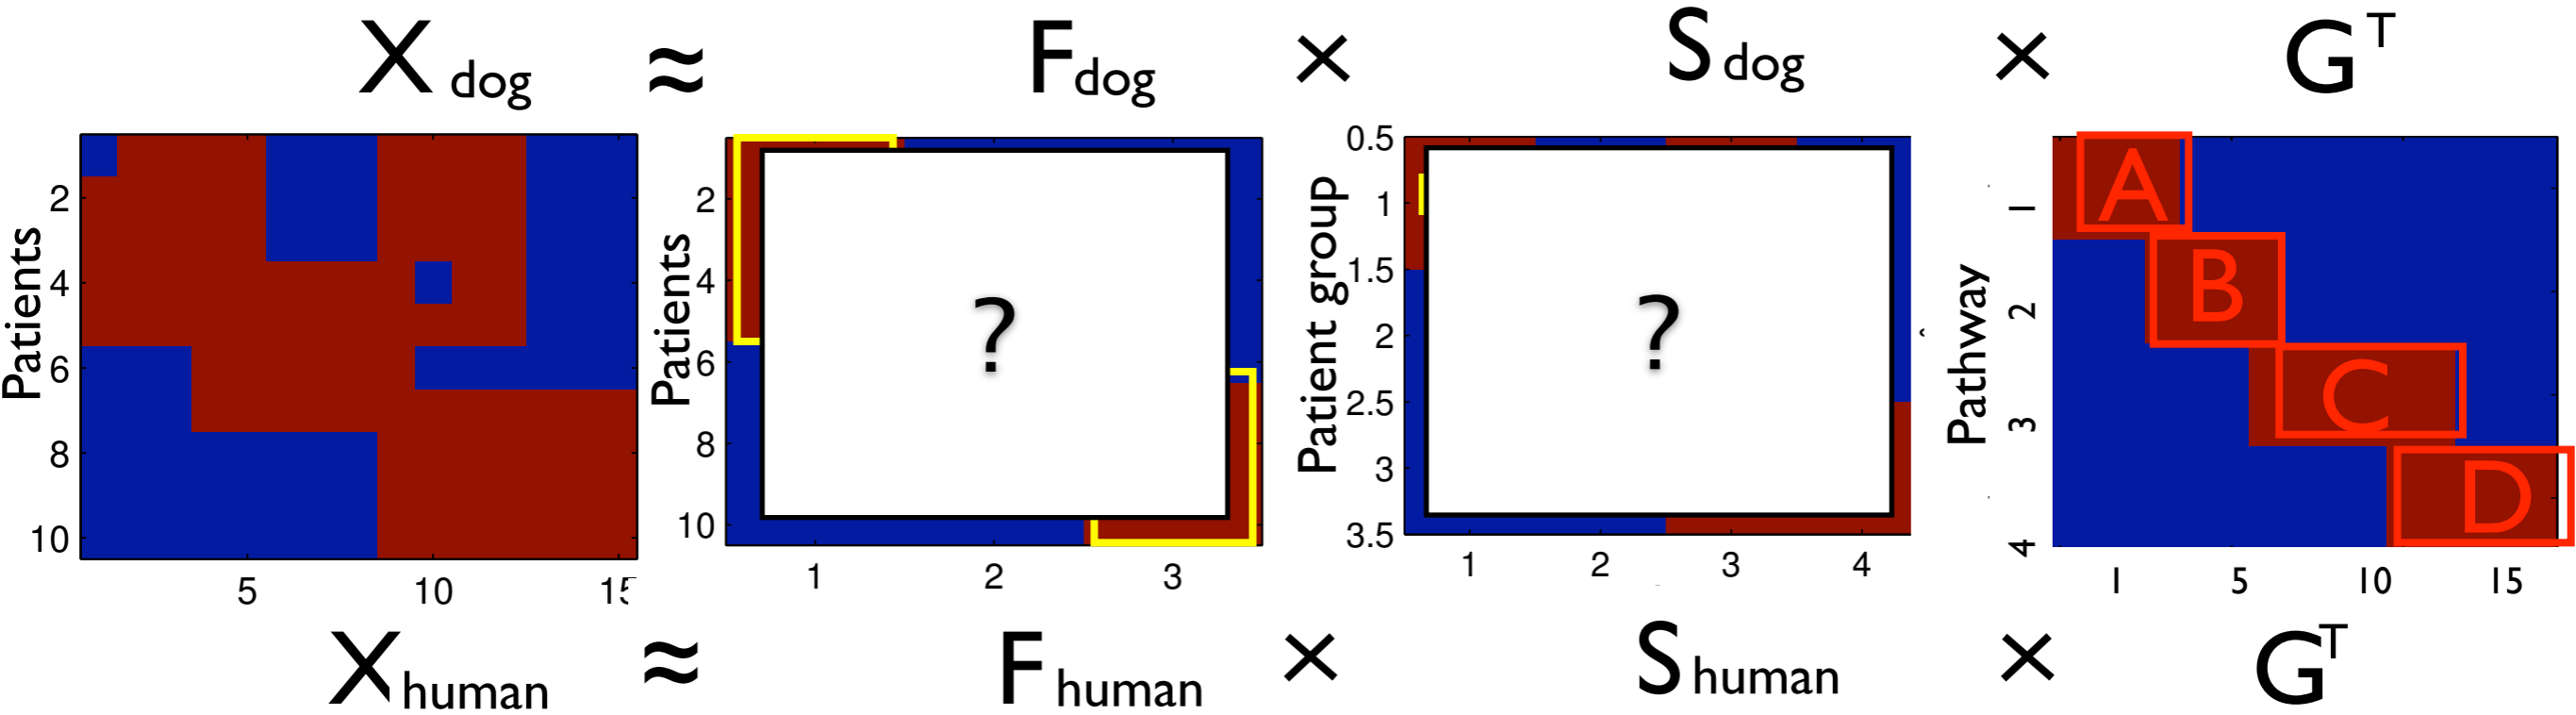 X dog ≈ F dog × S dog × G T
Patients
2
4
6
8
10
5 10 15
Patients
2
4
6
8
10
?
1 2 3
Patient group
0.5
1
1.5
2
2.5
3
3.5
?
1 2 3 4
Pathway
1
2
3
4
A
B
C
D
1 5 10 15
X human ≈ F human × S human × G T